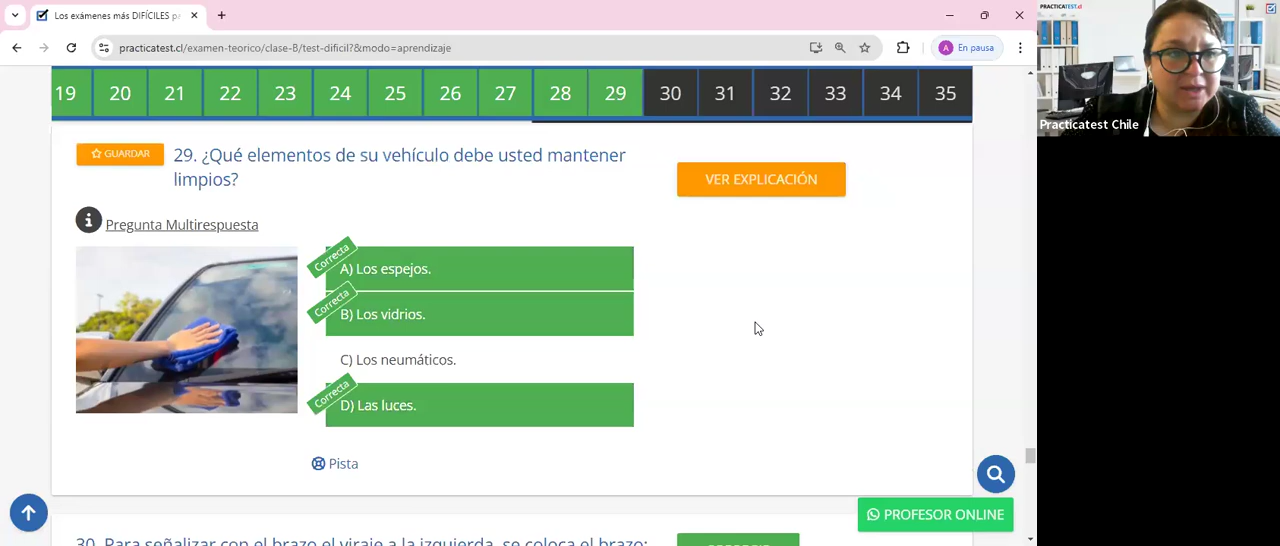 Los exámenes más DIFÍCILES pa
practicatest.cl/examen-teorico/clase-B/test-dificil?&modo=aprendizaje
A En pausa
PRACTICATEST.cl
Practicatest Chile
19 20 21 22 23 24 25 26 27 28 29 30 31 32 33 34 35
GUARDAR
29. ¿Qué elementos de su vehículo debe usted mantener
limpios?
VER EXPLICACIÓN
Pregunta Multirespuesta
Correcta
A) Los espejos.
Correcta
B) Los vidrios.
C) Los neumáticos.
Correcta
D) Las luces.
Pista
PROFESOR ONLINE
30. Para señalizar con el brazo el viraje a la izquierda, se coloca el brazo: